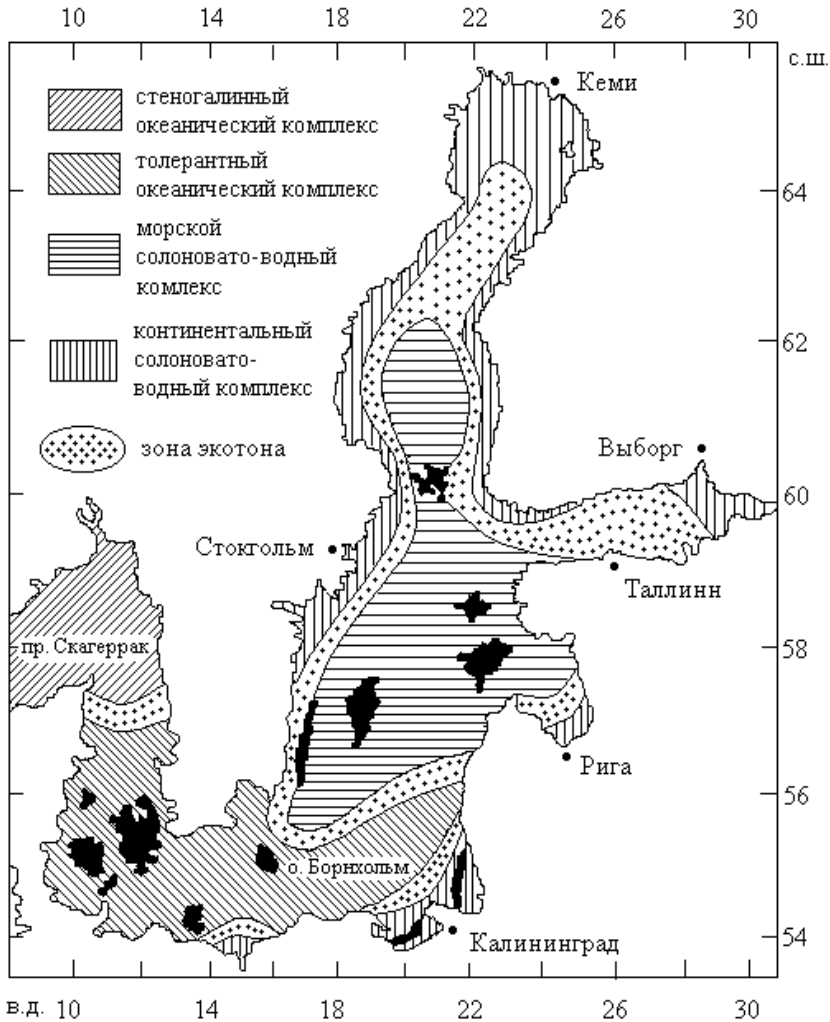 10 14 18 22 26 30
с.ш.
Кеми
стеногалинный
океанический комплекс
толерантный
океанический комплекс
64
морской
солоновато-водный
комлекс
континентальный
солоновато-
водный комплекс
62
зона экотона
Выборг
60
Стокгольм
Таллинн
пр. Скагеррак
58
Рига
56
о. Борнхольм
Калининград
54
в.д. 10 14 18 22 26 30